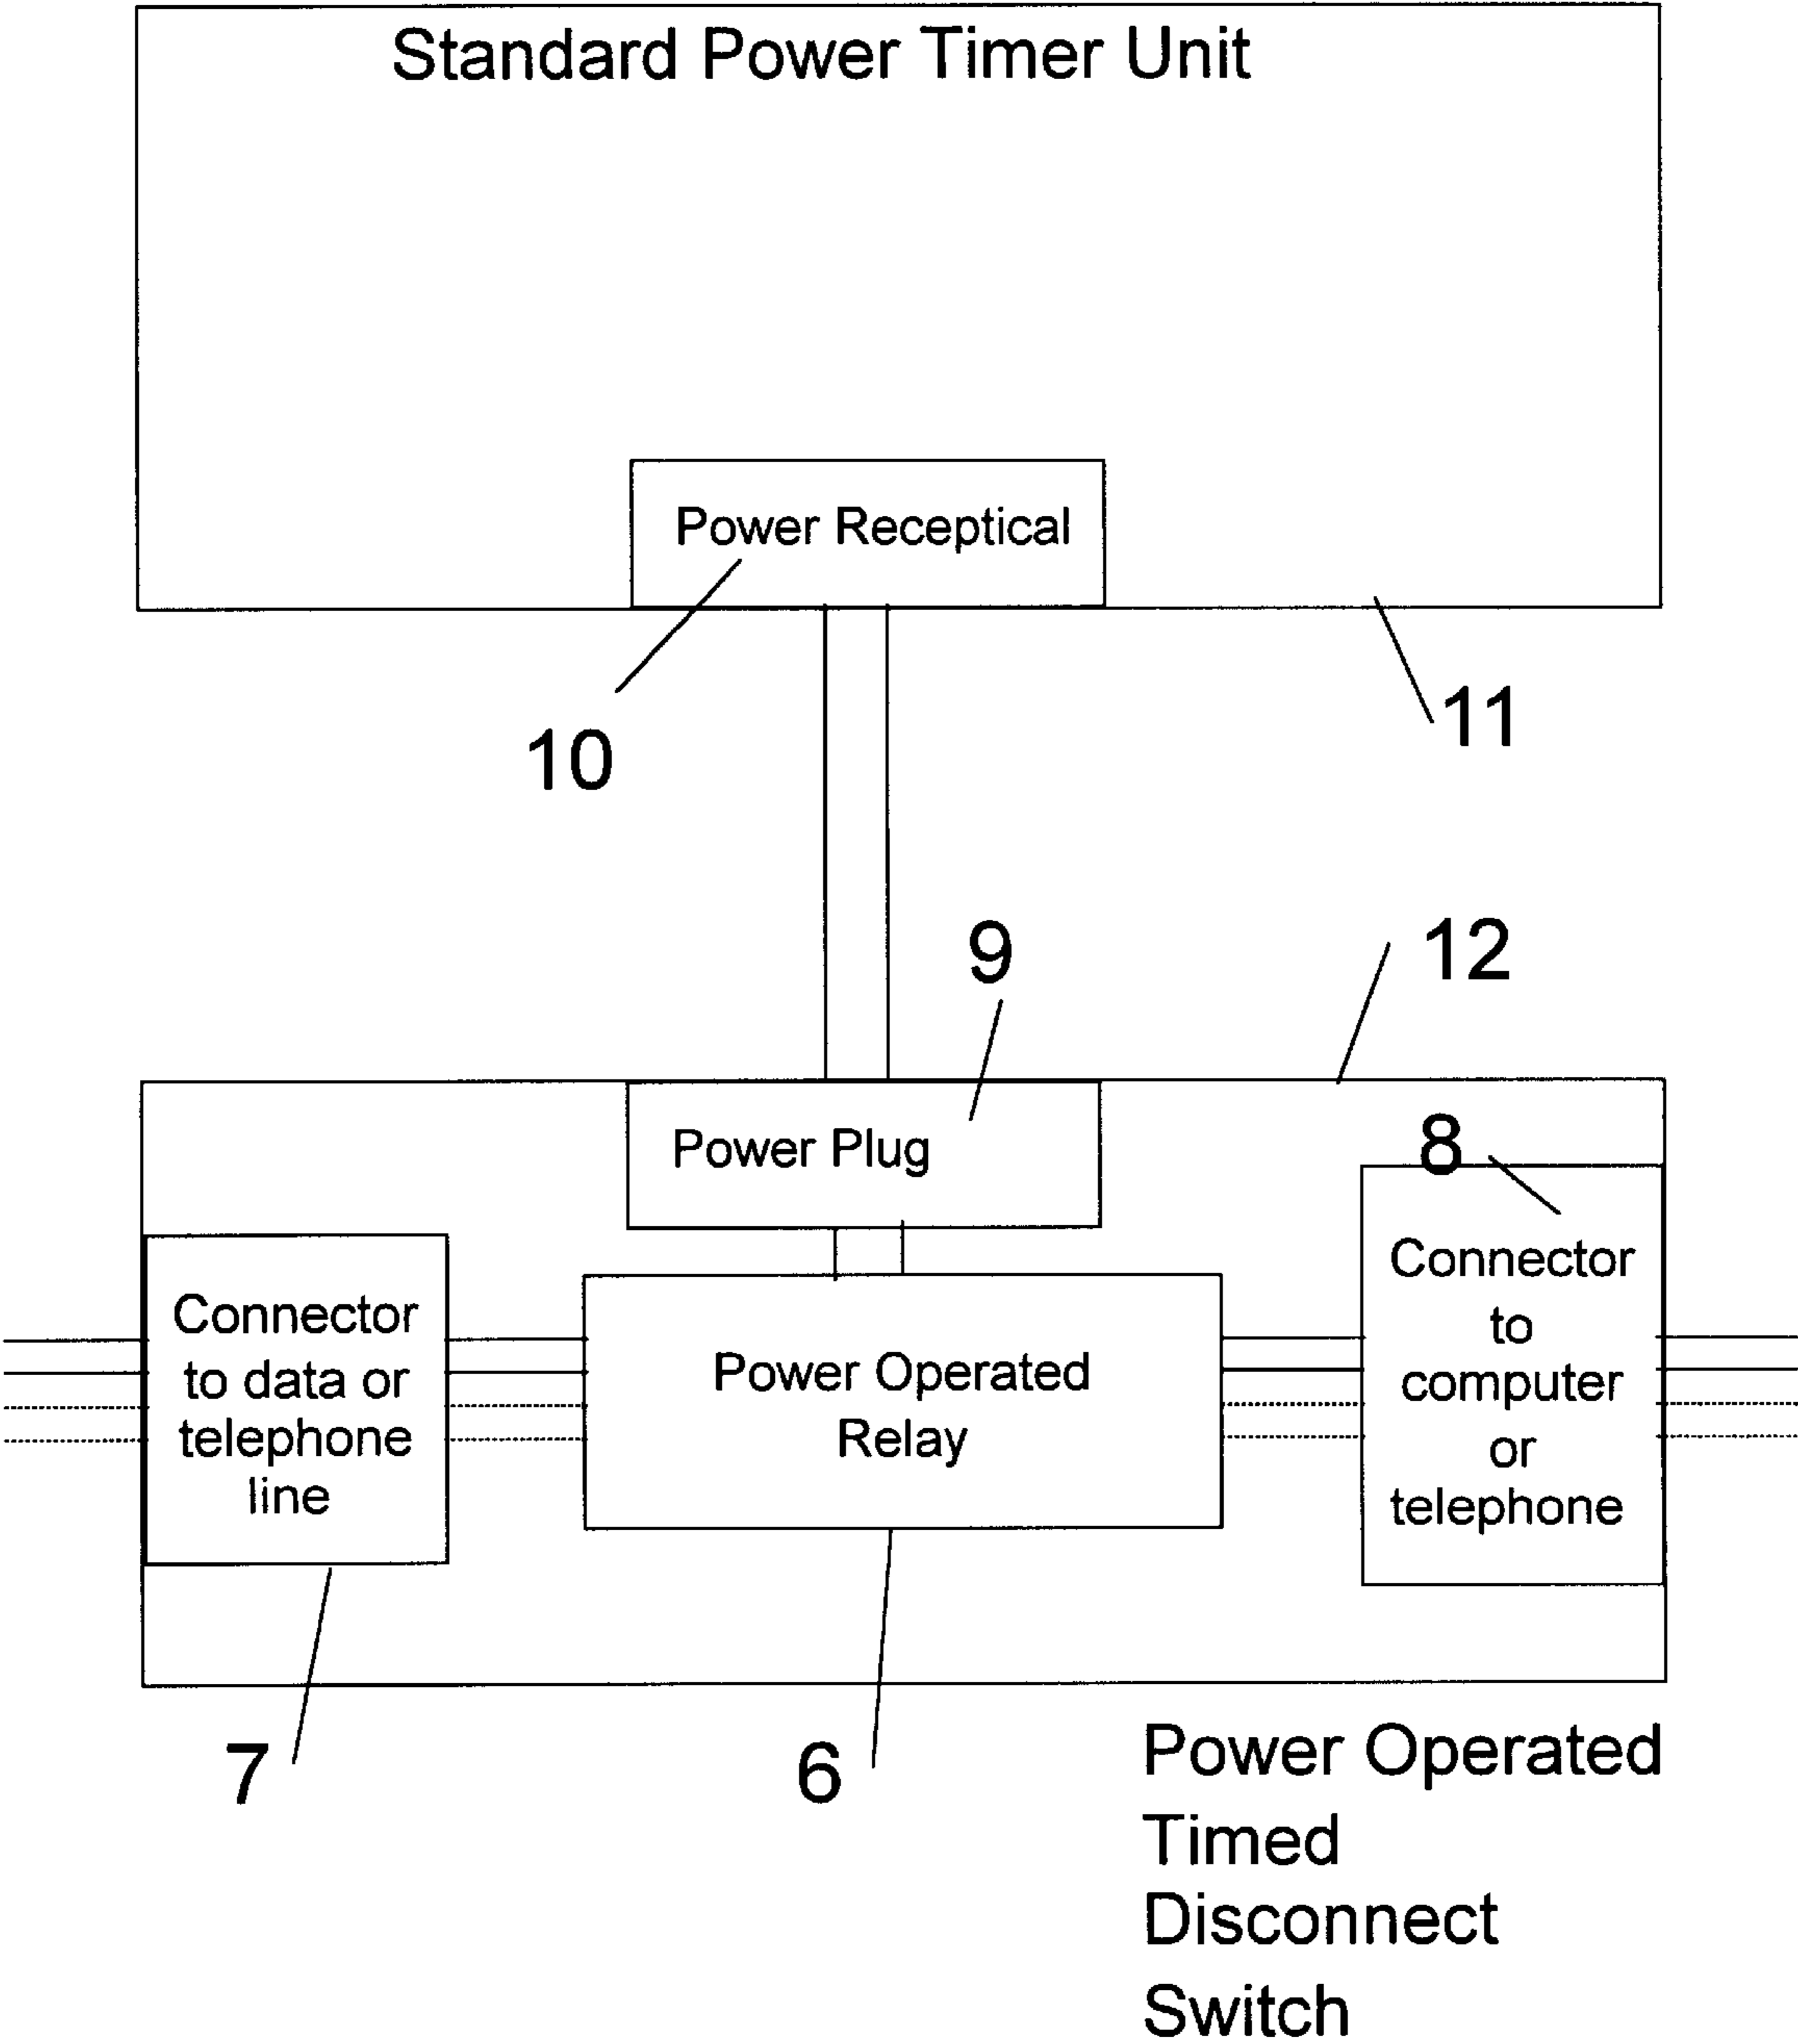 Standard Power Timer Unit
Power Receptical
10
11
9
12
Power Plug
8
Connector
to data or
telephone
line
Power Operated
Relay
Connector
to
computer
or
telephone
7
6
Power Operated
Timed
Disconnect
Switch